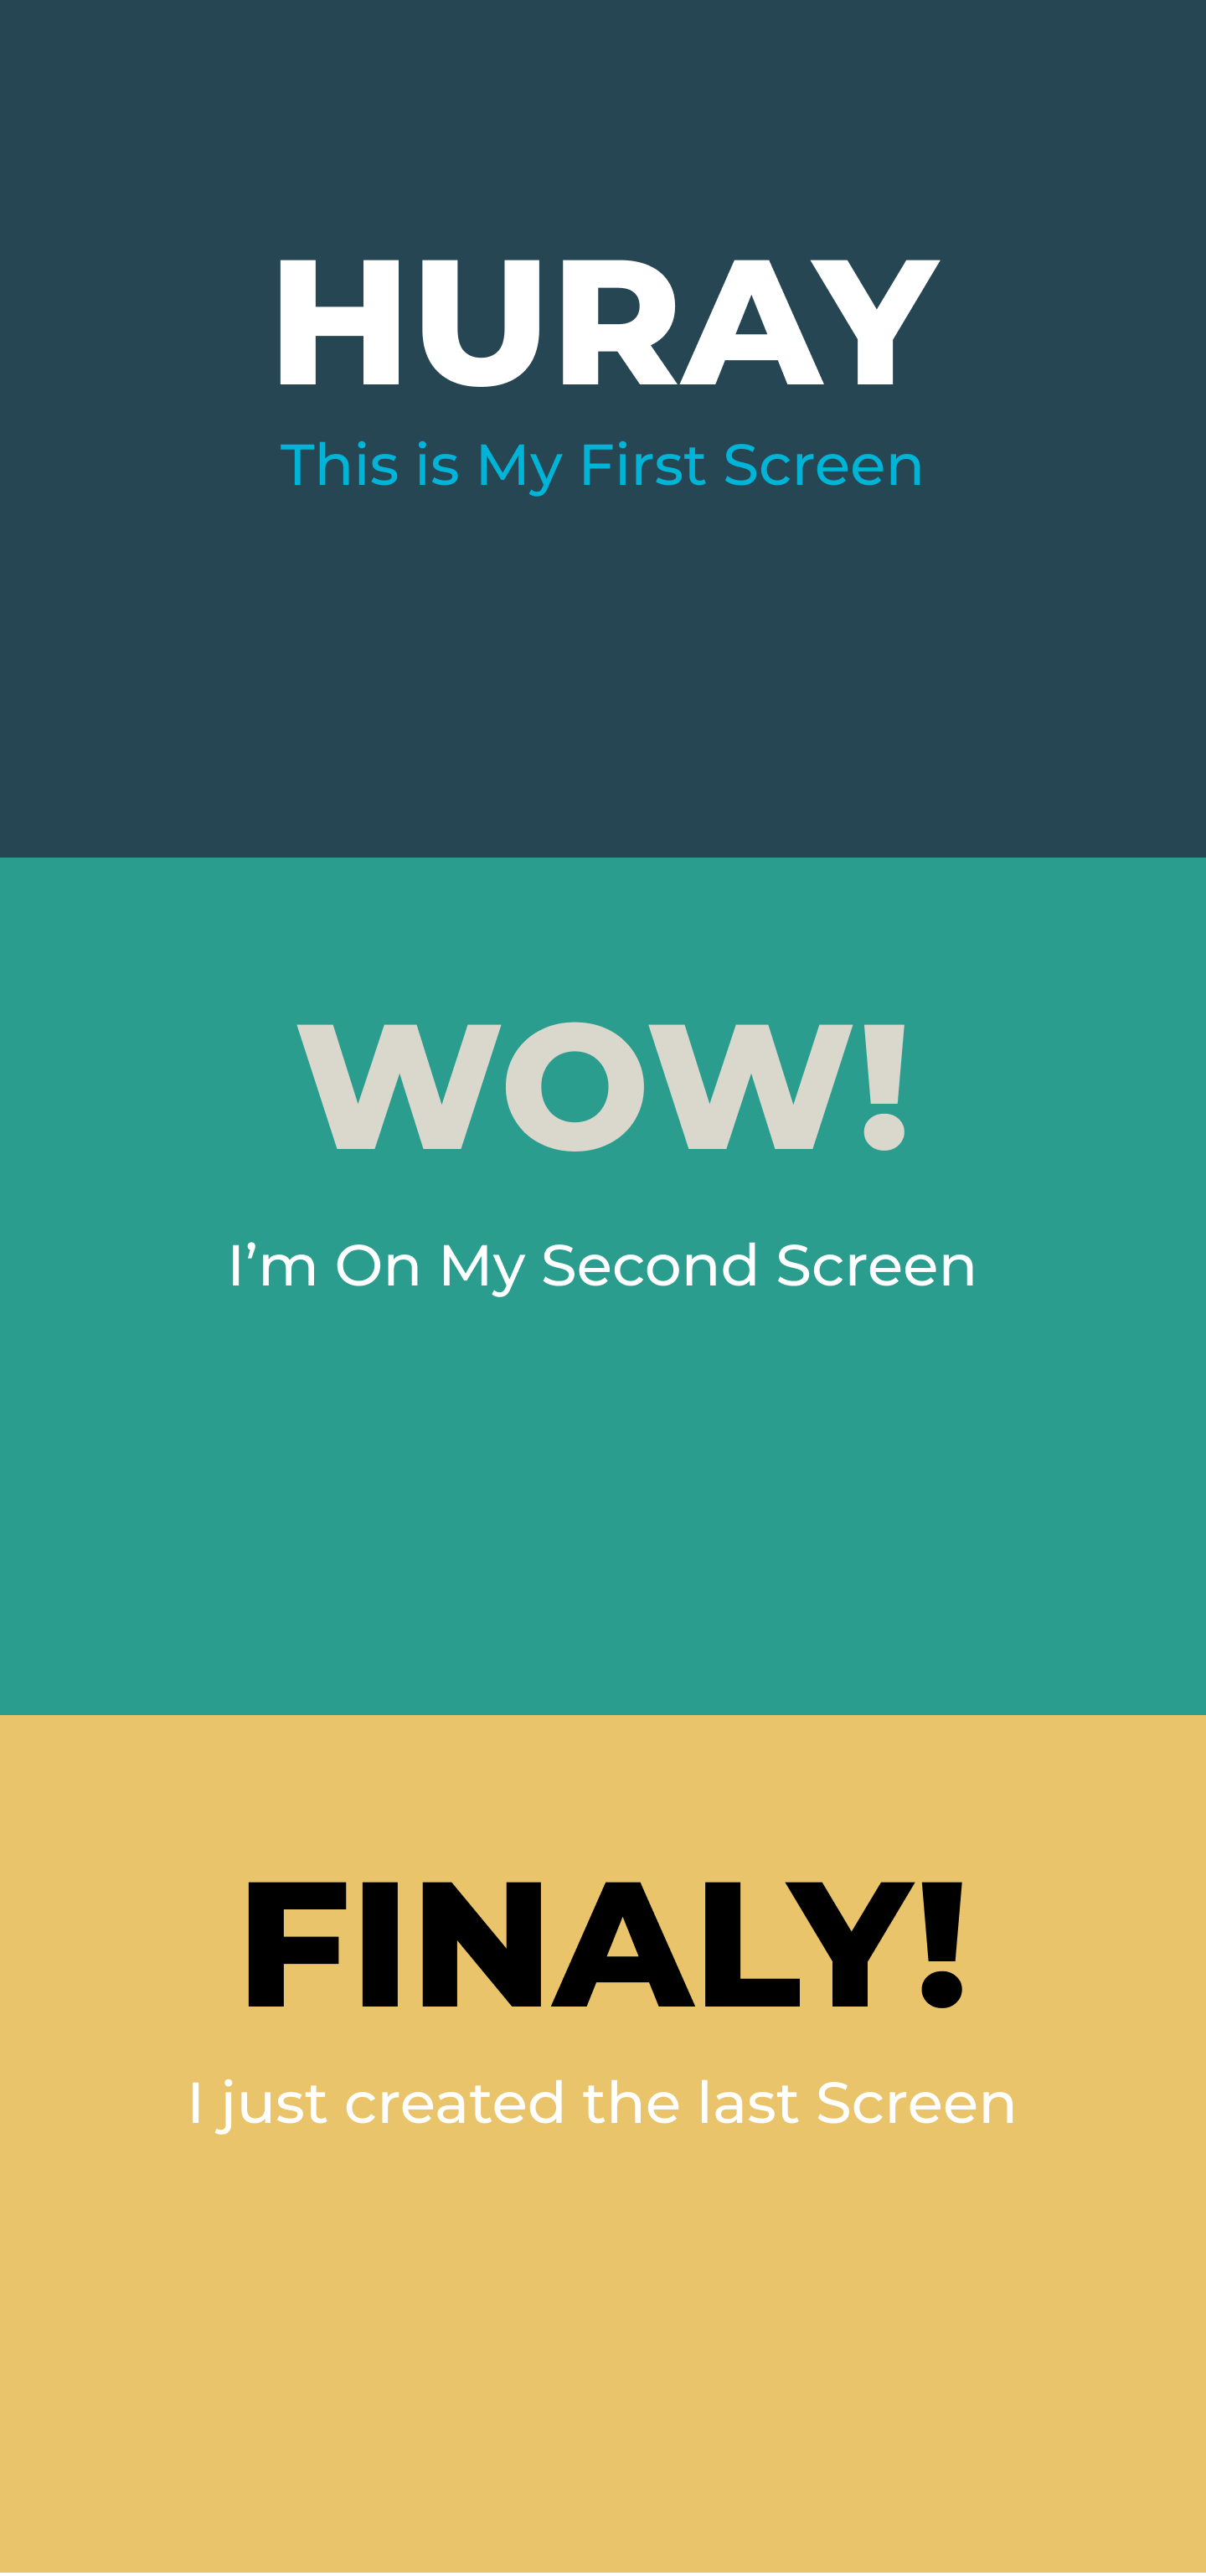 HURAY
This is My First Screen
WOW!
I’m On My Second Screen
FINALY!
I just created the last Screen